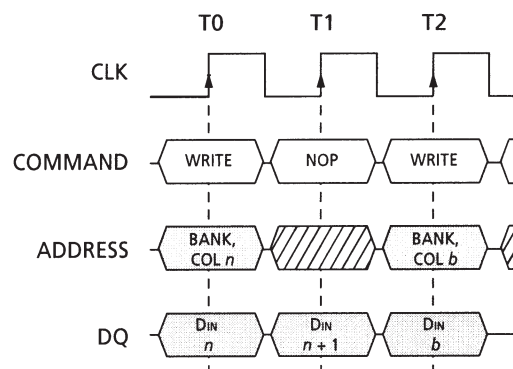 T0 T1 T2
CLK
COMMAND WRITE NOP WRITE
ADDRESS BANK, COL n BANK, COL b
DQ DIN n DIN n + 1 DIN b